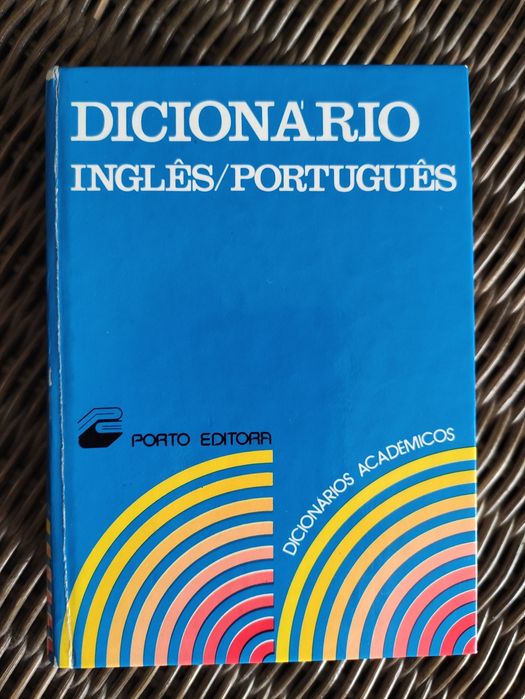 DICIONÁRIO
INGLÊS/PORTUGUÊS
PORTO EDITORA
DICIONÁRIOS ACADÉMICOS